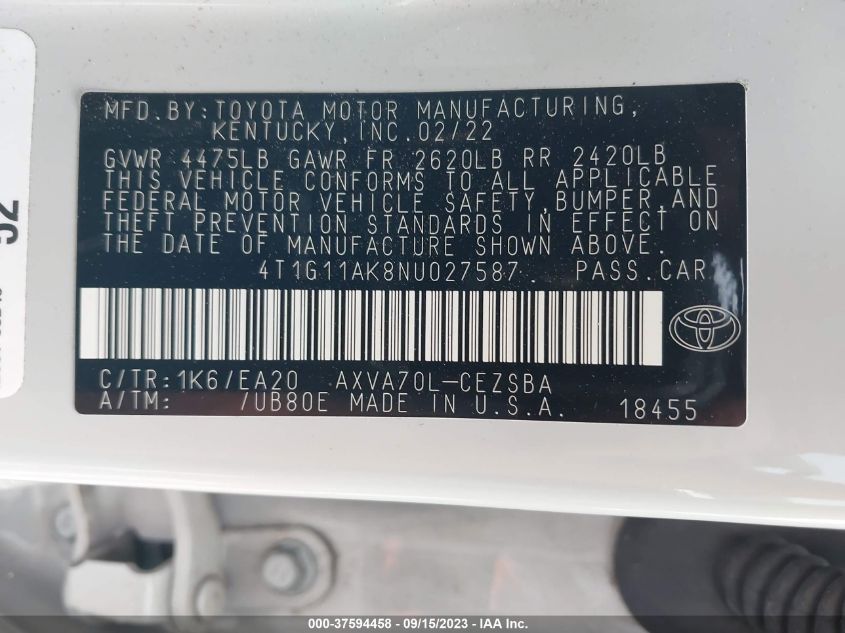 MFD.BY:TOYOTA MOTOR MANUFACTURING,
KENTUCKY,INC.02/22
GVWR 4475LB GAWR FR 2620LB RR 2420LB
THIS VEHICLE CONFORMS TO ALL APPLICABLE
FEDERAL MOTOR VEHICLE SAFETY,BUMPER,AND
THEFT PREVENTION STANDARDS IN EFFECT ON
THE DATE OF MANUFACTURE SHOWN ABOVE.
4T1G11AK8NU027587 PASS.CAR
C/TR:1K6/EA20 AXVA70L-CEZSBA
A/TM: /UB80E MADE IN U.S.A. 18455
52
000-37594458 - 09/15/2023 - IAA Inc.